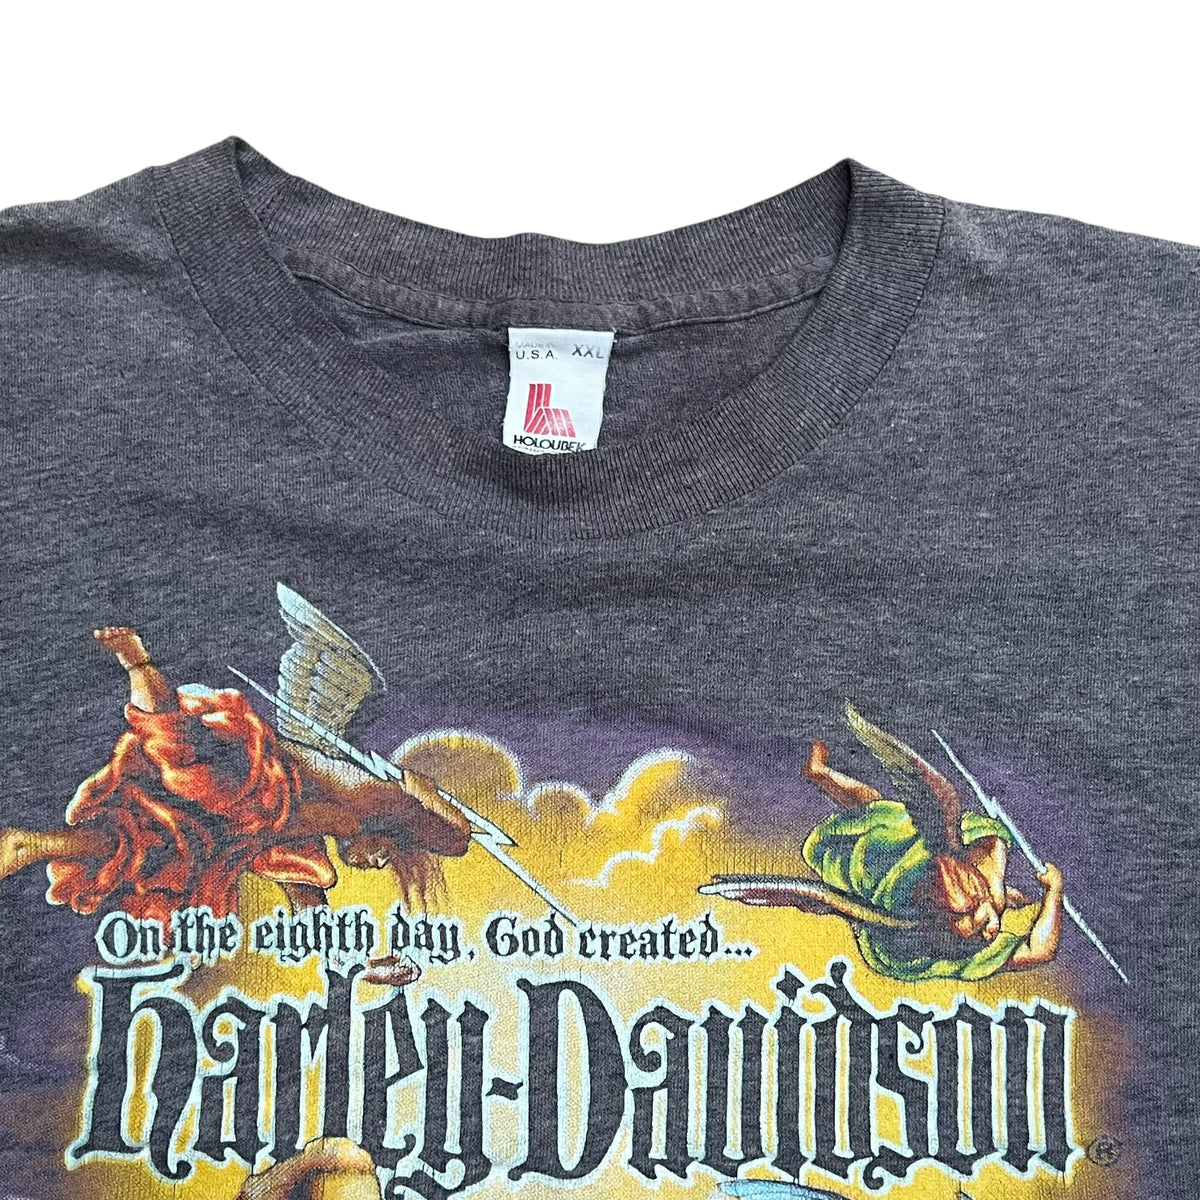 MADE IN
U.S.A. XXL
HOLOUBEK
On the eighth day, God created...
Harley-Davidson®